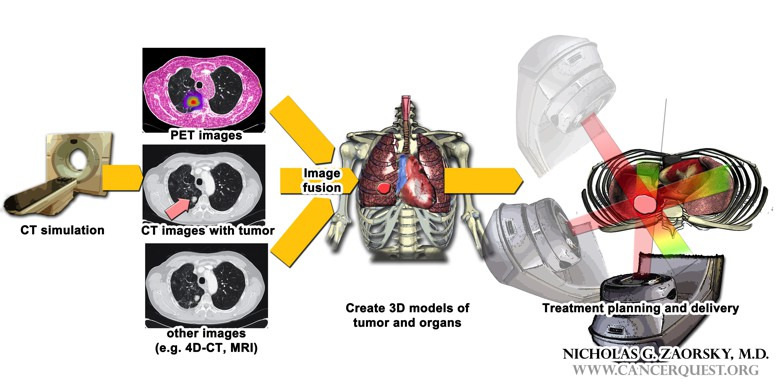 PET images
Image
fusion
CT simulation
CT images with tumor
other images
(e.g. 4D-CT, MRI)
Create 3D models of
tumor and organs
Treatment planning and delivery
NICHOLAS G. ZAORSKY, M.D.
WWW.CANCERQUEST.ORG